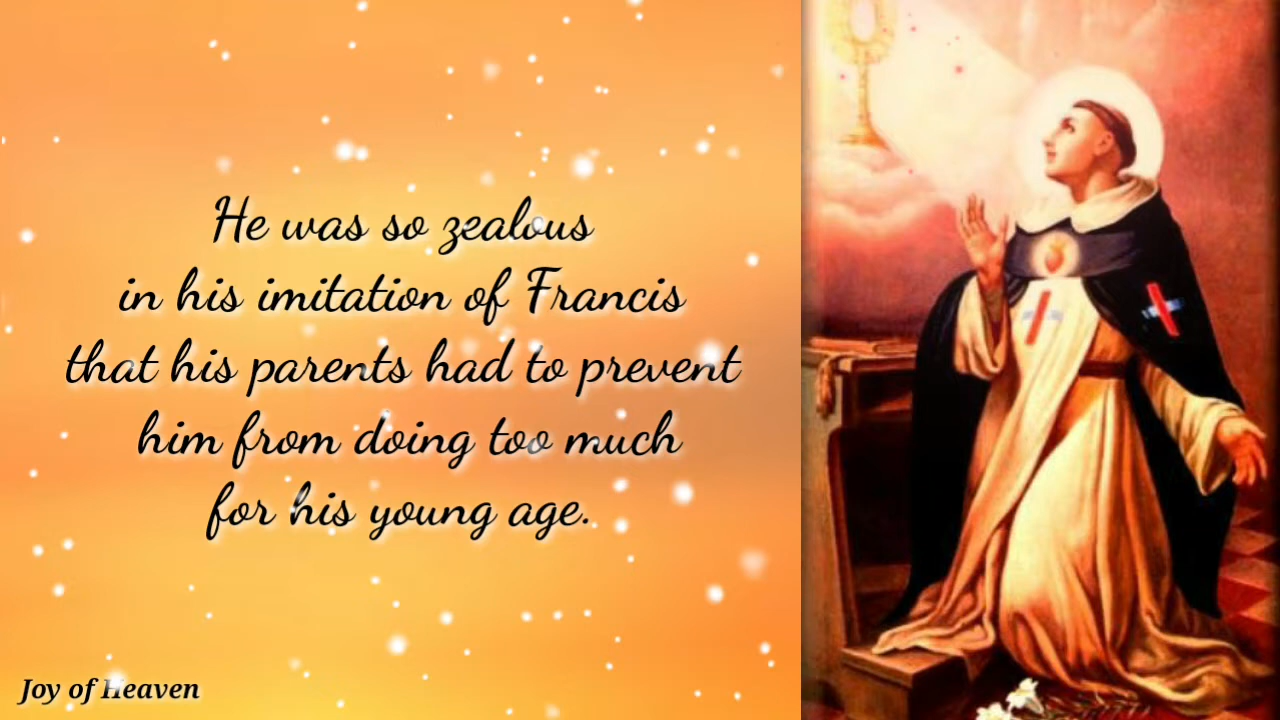 He was so zealous
in his imitation of Francis
that his parents had to prevent
him from doing too much
for his young age.
Joy of Heaven